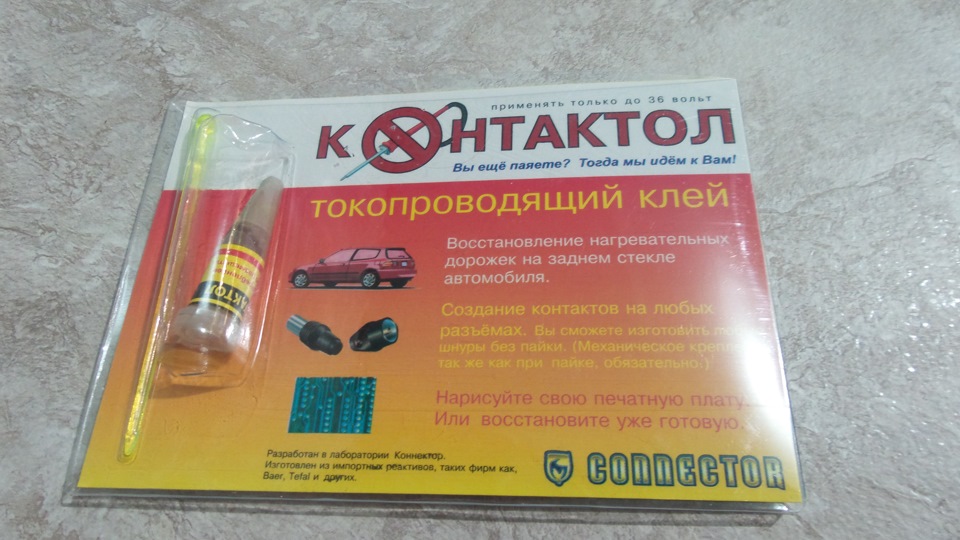 применять только до 36 вольт
КОНТАКТОЛ
Вы ещё паяете? Тогда мы идём к Вам!
токопроводящий клей
Восстановление нагревательных
дорожек на заднем стекле
автомобиля.
Создание контактов на любых
разъёмах. Вы сможете изготовить
шнуры без пайки. (Механическое
так же как при пайке, обязательно.)
Нарисуйте свою печатную плату.
Или восстановите уже готовую.
Разработан в лаборатории Коннектор.
Изготовлен из импортных реактивов, таких фирм как,
Baer, Tefal и других.
CONNECTOR